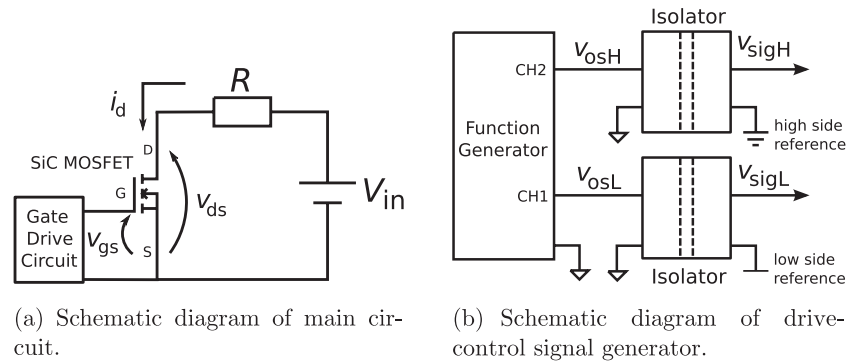 i_d
R
SiC MOSFET
D
G
S
v_gs
v_ds
V_in
Gate
Drive
Circuit
(a) Schematic diagram of main cir-
cuit.
Isolator
v_osH
v_sigH
CH2
Function
Generator
high side
reference
CH1
v_osL
v_sigL
Isolator
low side
reference
(b) Schematic diagram of drive-
control signal generator.